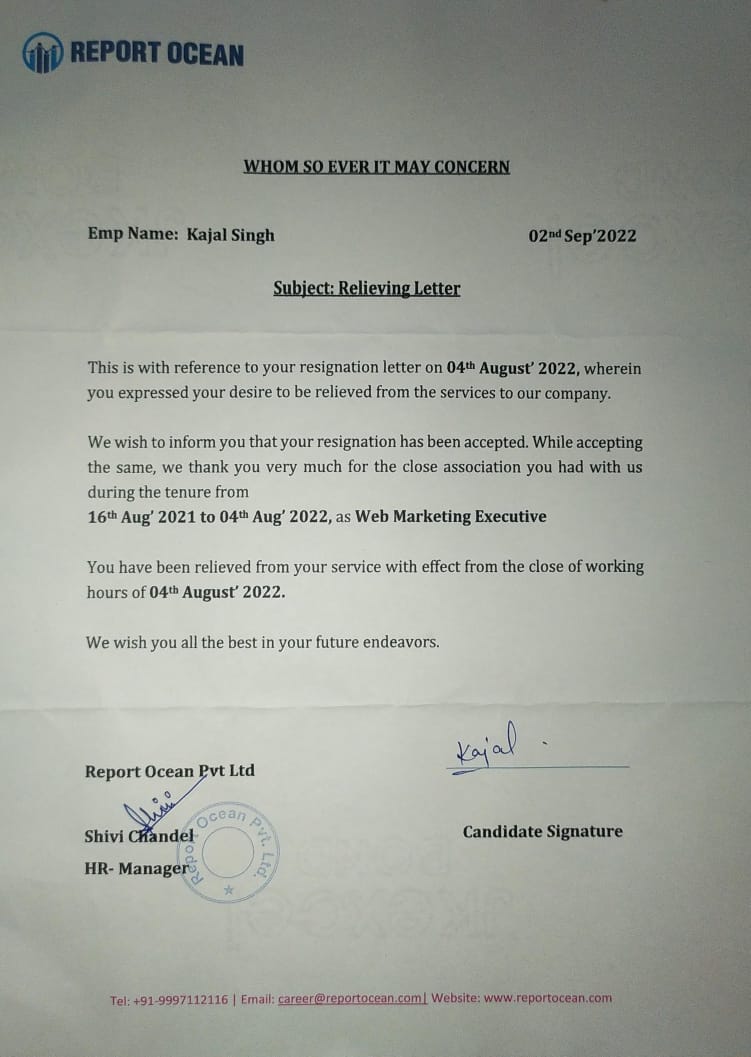 REPORT OCEAN
WHOM SO EVER IT MAY CONCERN
Emp Name: Kajal Singh
02nd Sep'2022
Subject: Relieving Letter
This is with reference to your resignation letter on 04th August' 2022, wherein
you expressed your desire to be relieved from the services to our company.
We wish to inform you that your resignation has been accepted. While accepting
the same, we thank you very much for the close association you had with us
during the tenure from
16th Aug' 2021 to 04th Aug' 2022, as Web Marketing Executive
You have been relieved from your service with effect from the close of working
hours of 04th August' 2022.
We wish you all the best in your future endeavors.
Kajal
Report Ocean Pvt Ltd
Shivi
Shivi Chandel
Candidate Signature
HR- Manager
Report Ocean Pvt. Ltd.
Tel: +91-9997112116 | Email: career@reportocean.com| Website: www.reportocean.com